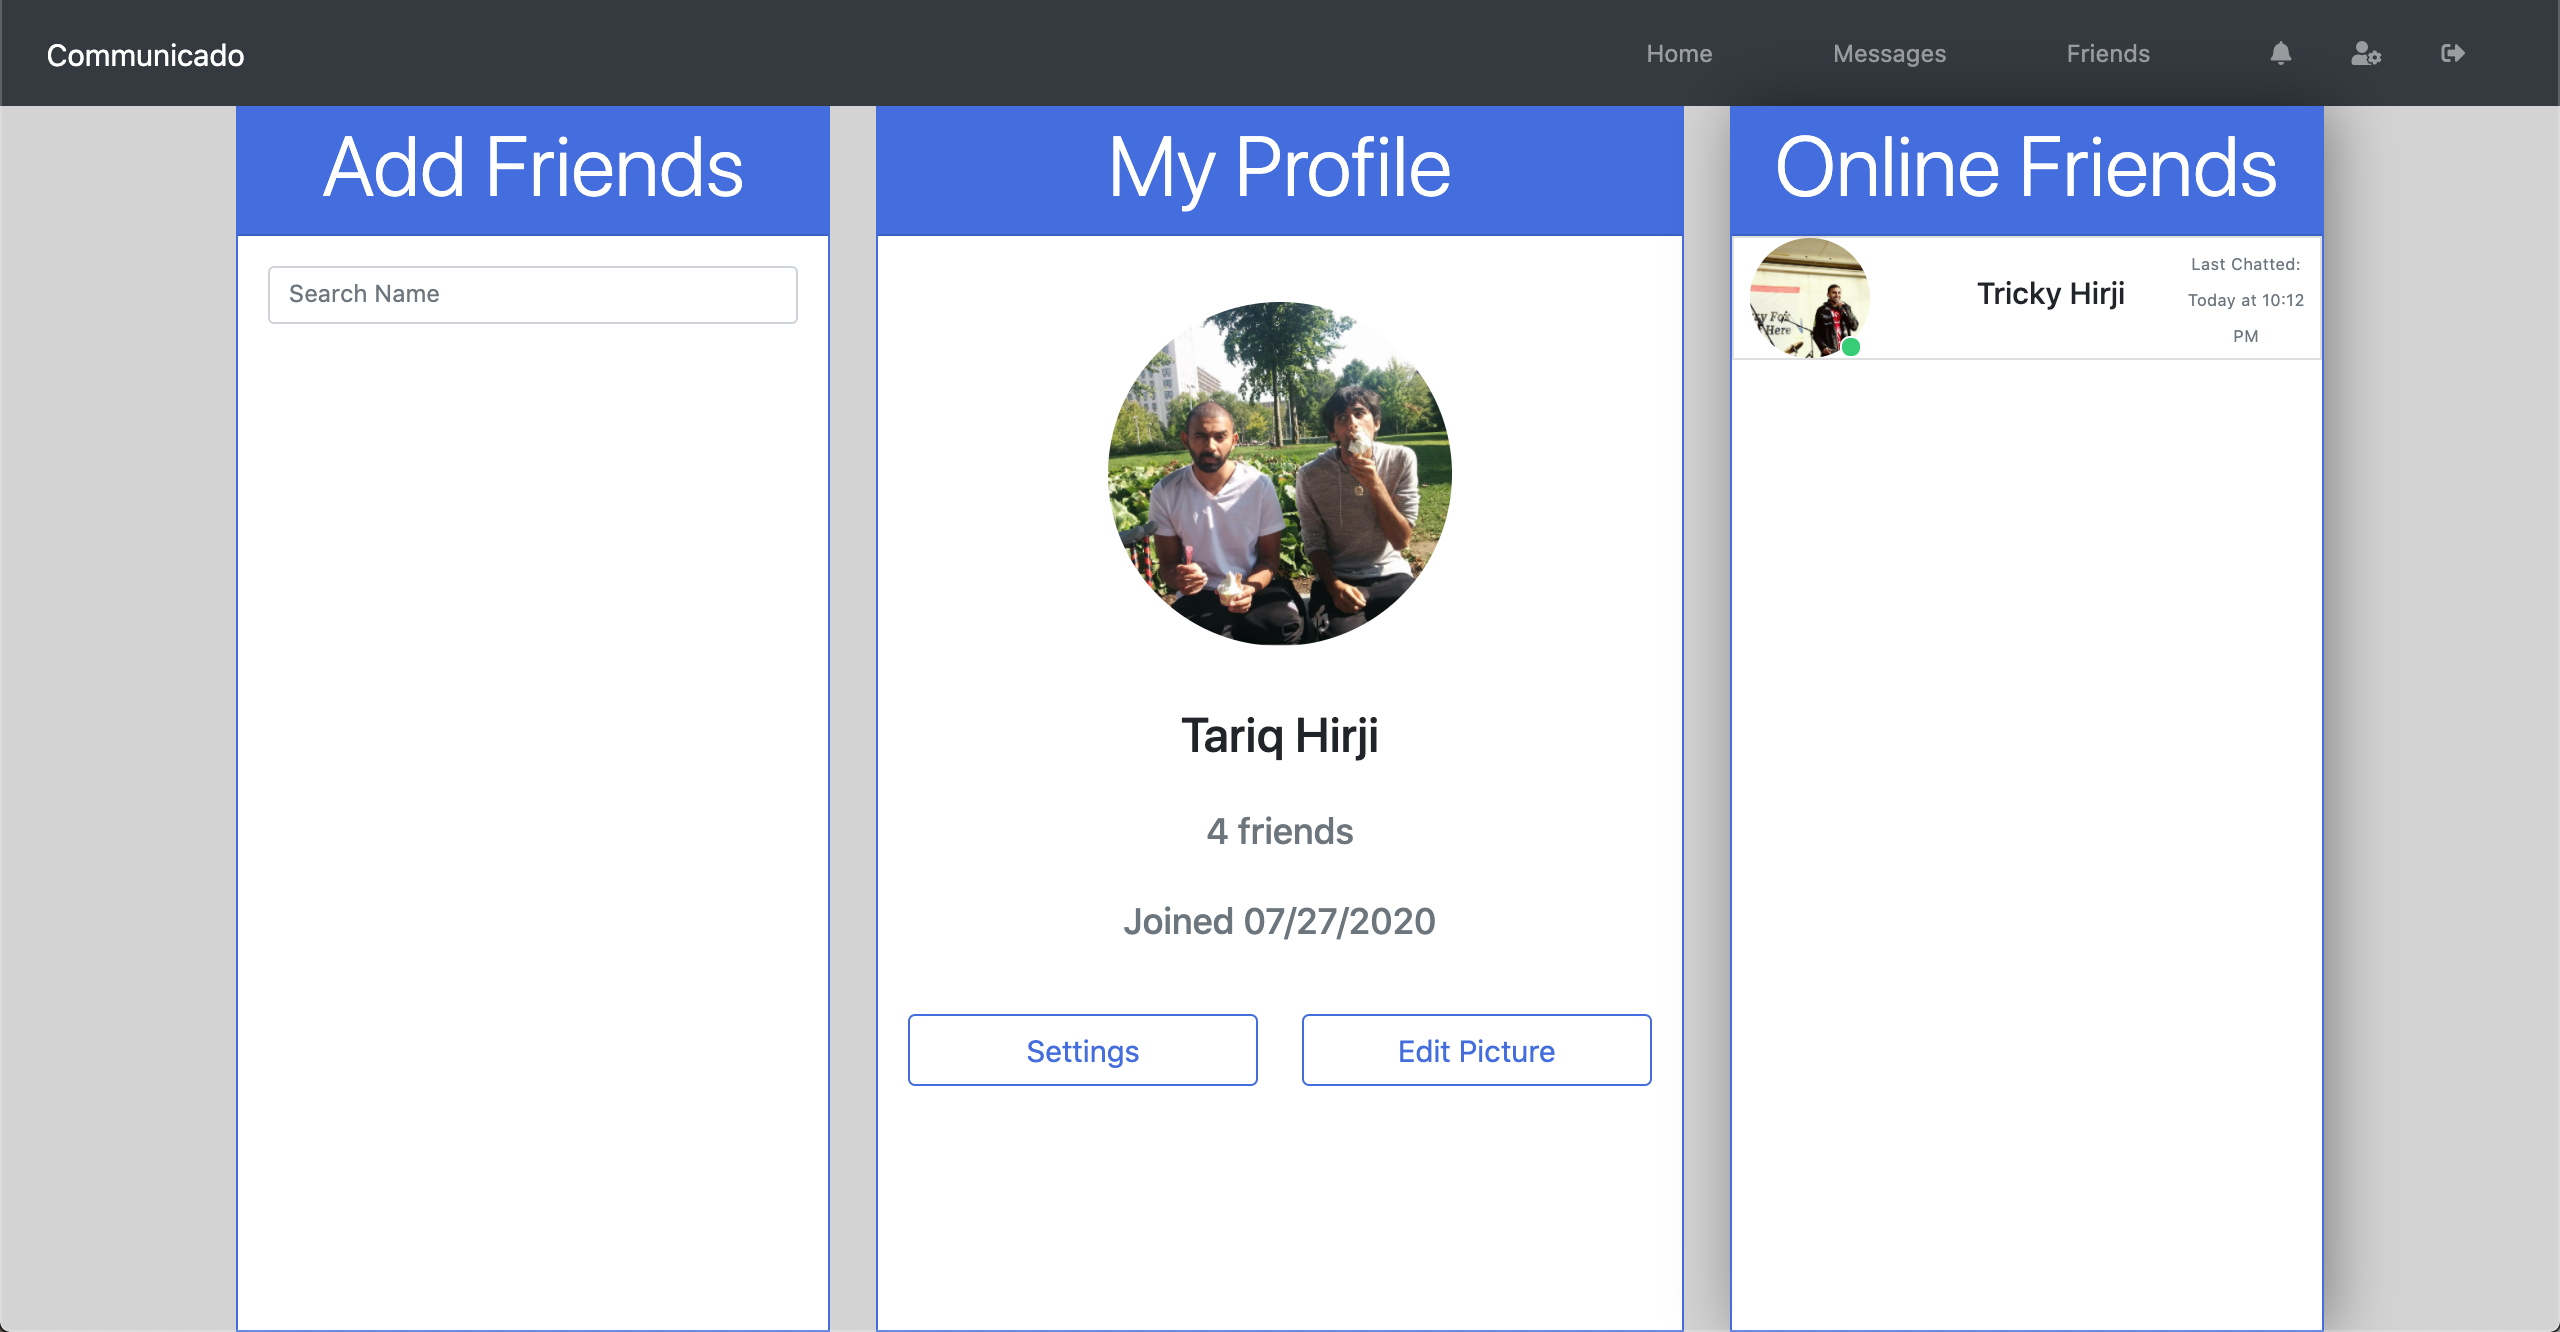 Communicado
Home
Messages
Friends
Add Friends
Search Name
My Profile
Tariq Hirji
4 friends
Joined 07/27/2020
Settings
Edit Picture
Online Friends
Here
Tricky Hirji
Last Chatted:
Today at 10:12
PM